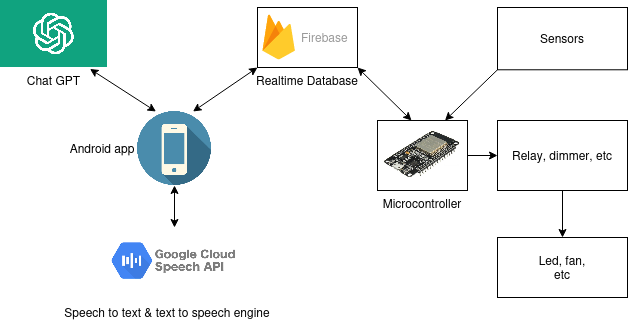 Chat GPT
Firebase
Realtime Database
Sensors
Android app
Relay, dimmer, etc
Microcontroller
Google Cloud
Speech API
Led, fan,
etc
Speech to text & text to speech engine